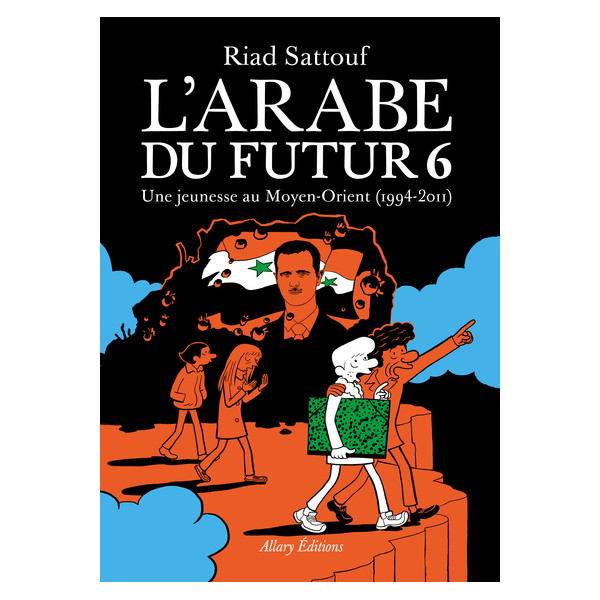 Riad Sattouf
L'ARABE
DU FUTUR 6
Une jeunesse au Moyen-Orient (1994-2011)
Allary Éditions